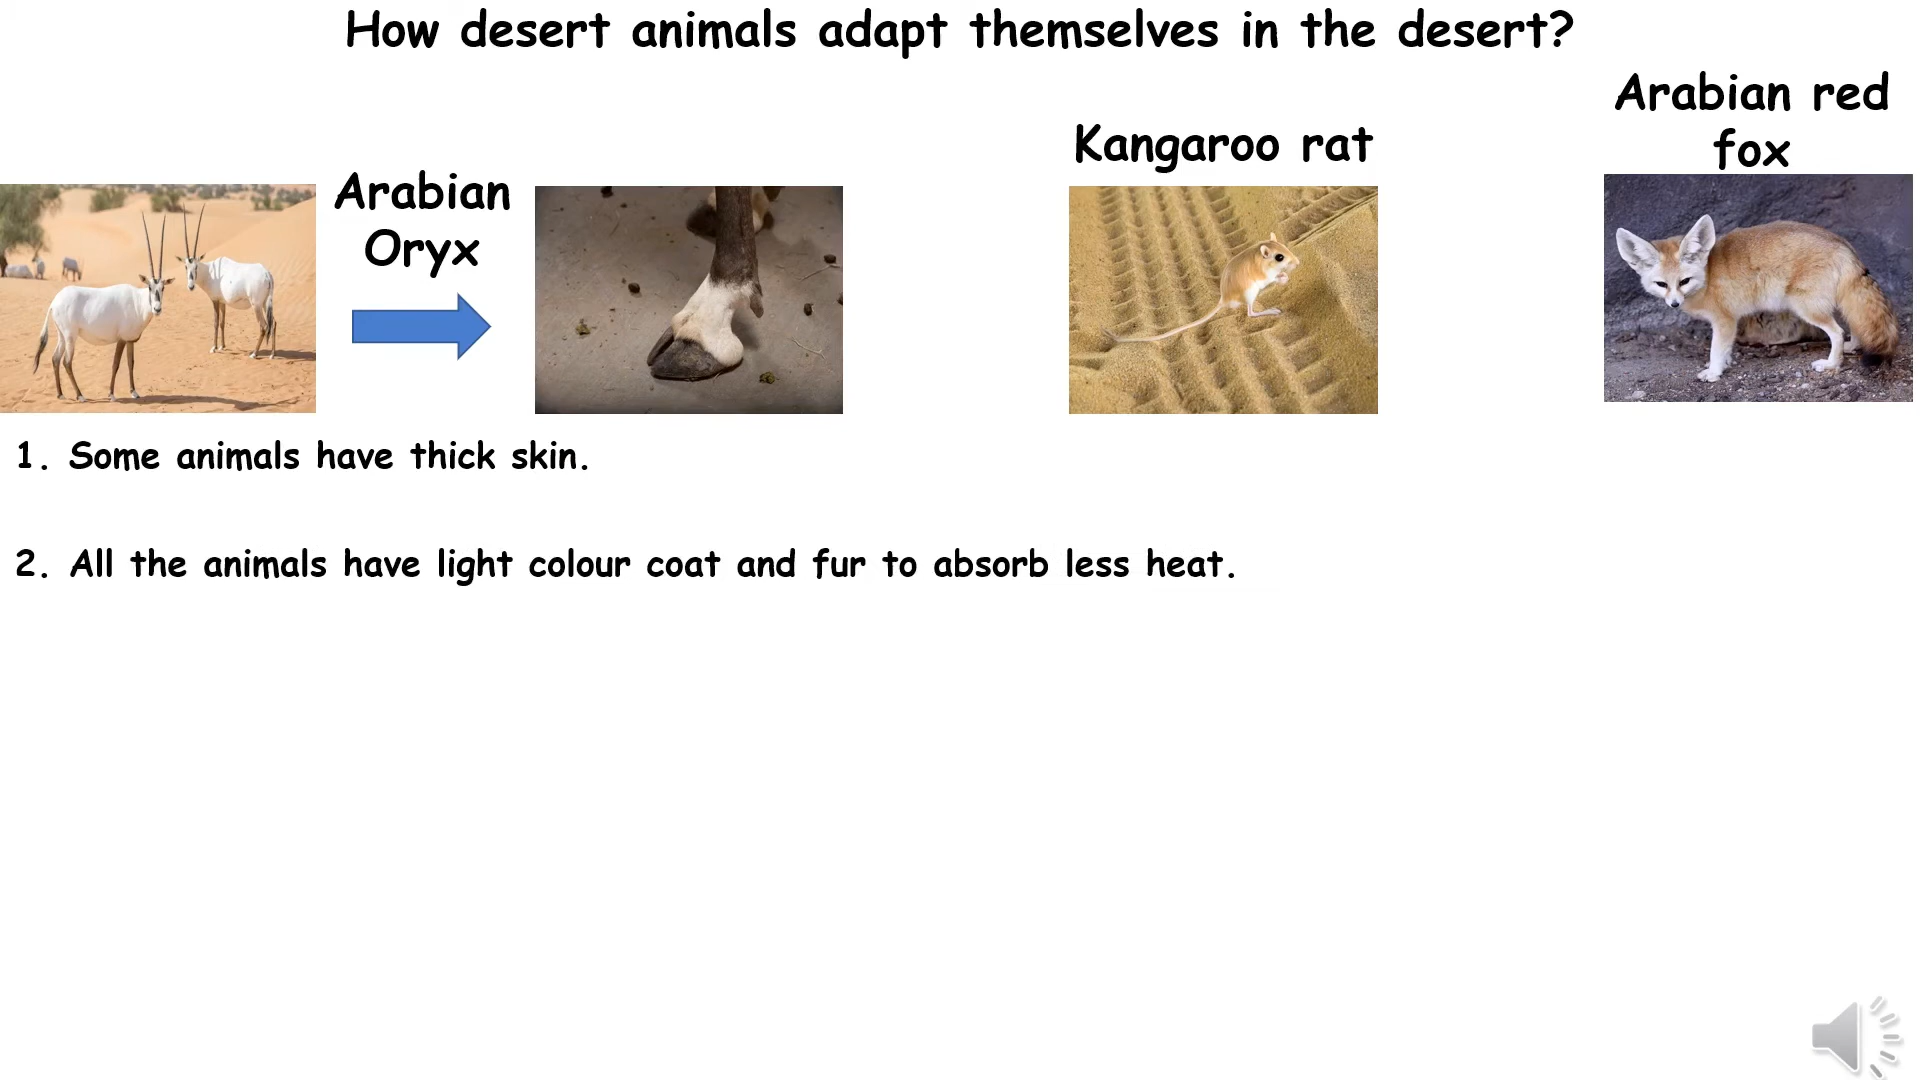 How desert animals adapt themselves in the desert?
Arabian
Oryx
Kangaroo rat
Arabian red
fox
1. Some animals have thick skin.
2. All the animals have light colour coat and fur to absorb less heat.